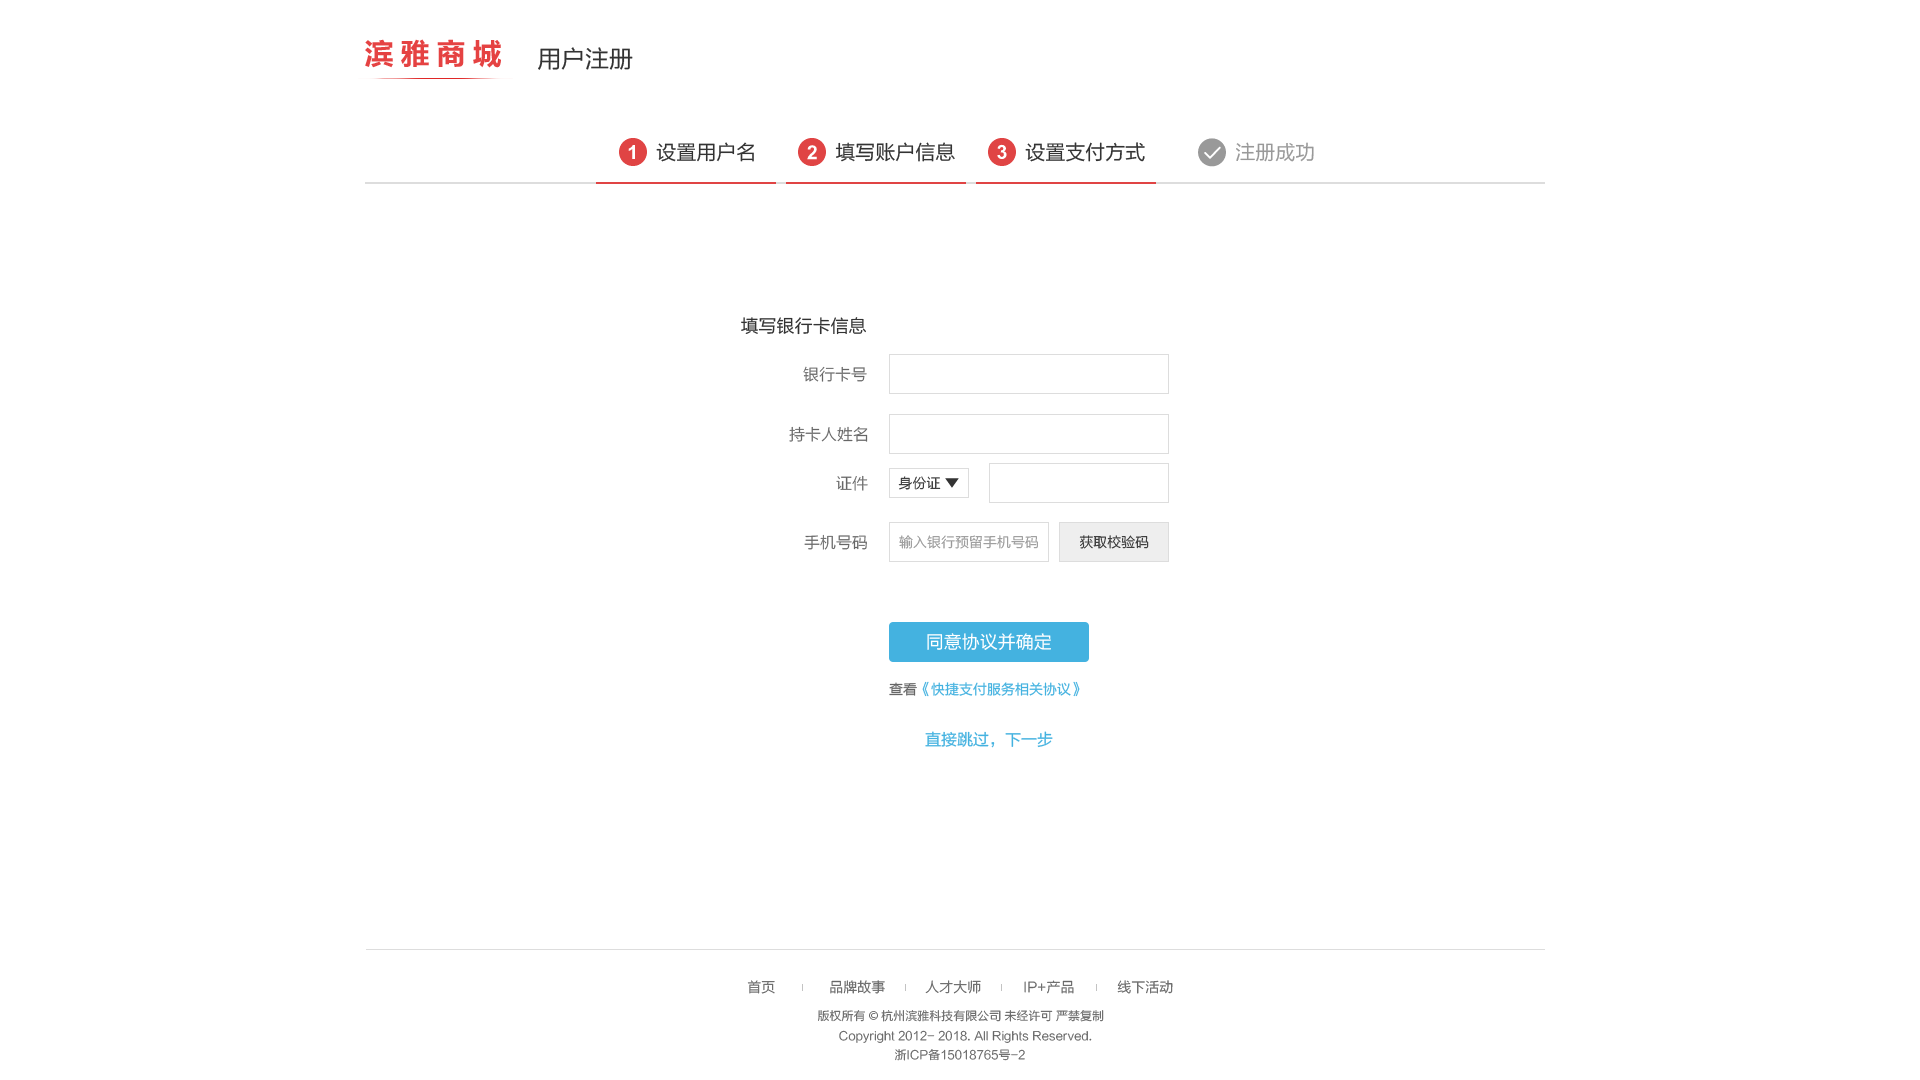 滨雅商城 用户注册
1 设置用户名 2 填写账户信息 3 设置支付方式 注册成功
填写银行卡信息
银行卡号
持卡人姓名
证件 身份证
手机号码 输入银行预留手机号码 获取校验码
同意协议并确定
查看《快捷支付服务相关协议》
直接跳过，下一步
首页 品牌故事 人才大师 IP+产品 线下活动
版权所有 © 杭州滨雅科技有限公司 未经许可 严禁复制
Copyright 2012- 2018. All Rights Reserved.
浙ICP备15018765号-2